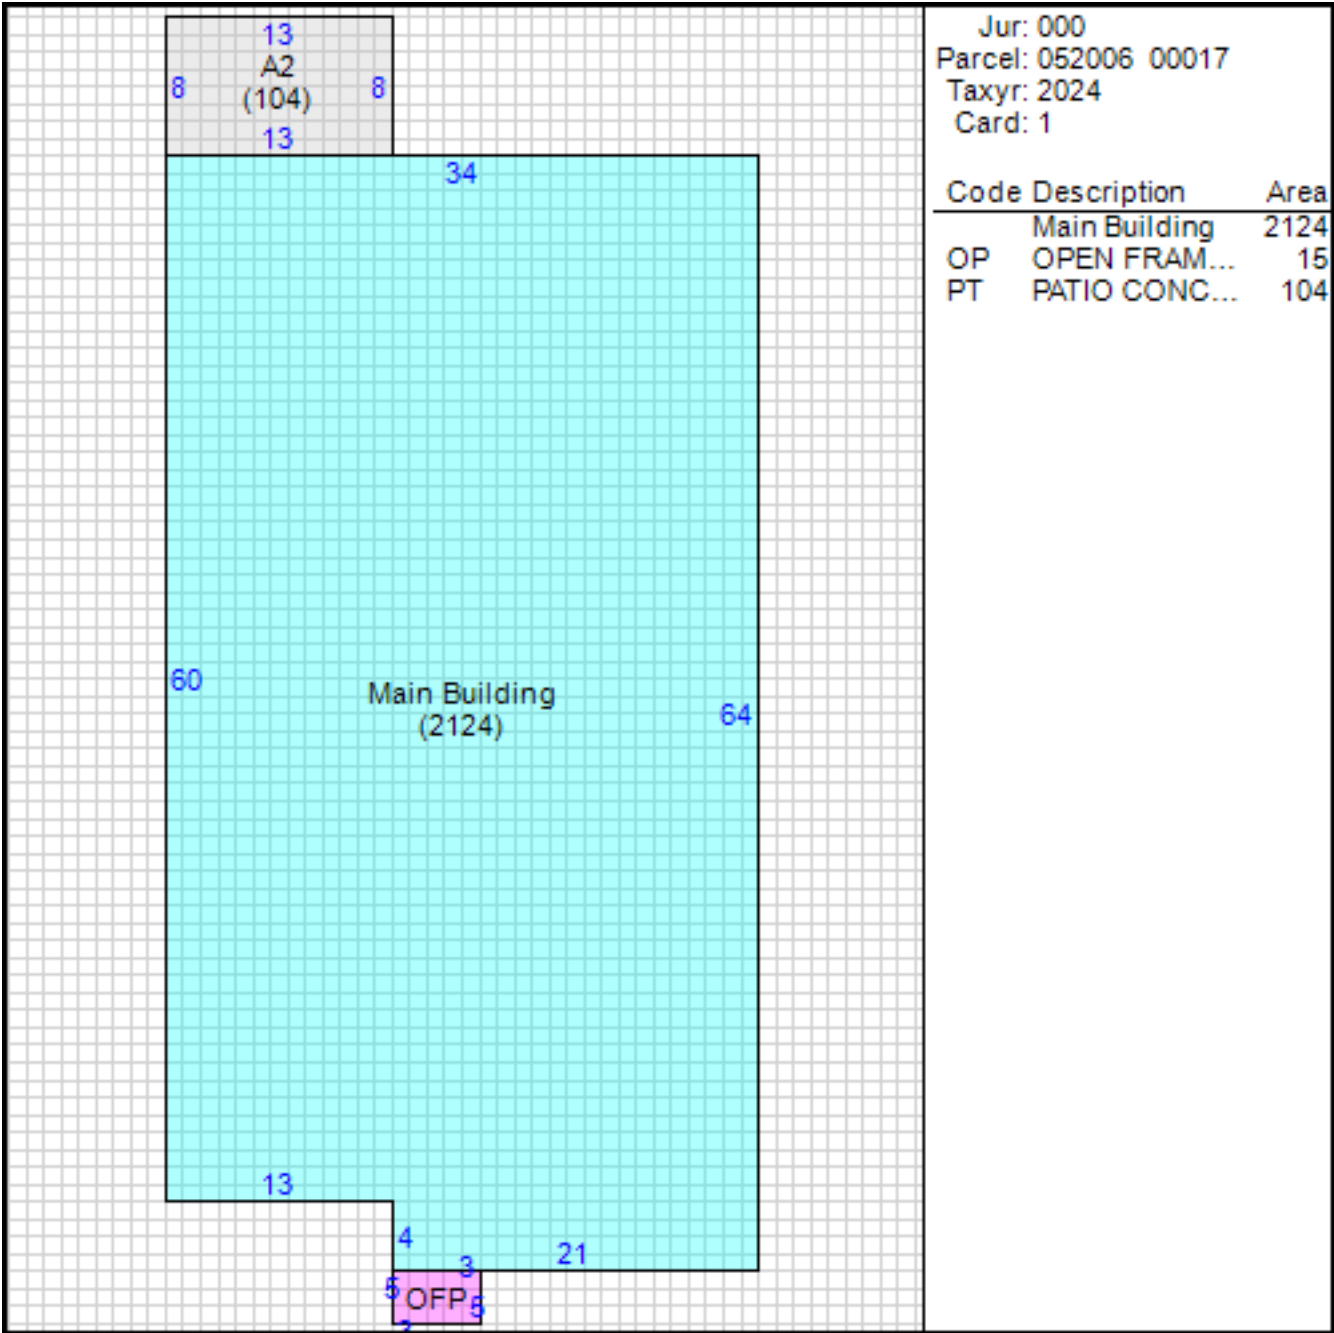 13
A2
8 8
(104)
13
34
60
Main Building
(2124)
64
13
4
21
3
5
OFP
5
Jur: 000
Parcel: 052006 00017
Taxyr: 2024
Card: 1
Code Description Area
Main Building 2124
OP OPEN FRAM... 15
PT PATIO CONC... 104